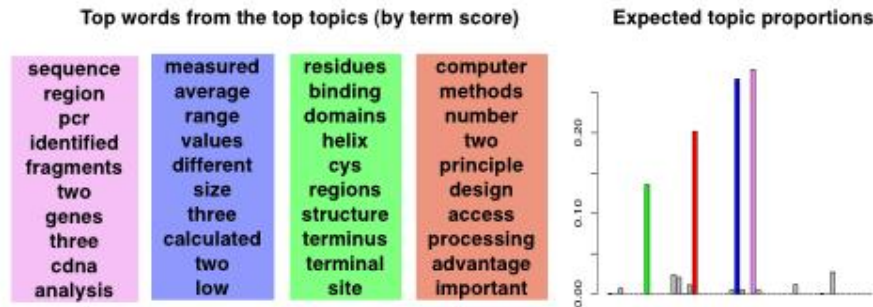 Top words from the top topics (by term score)
Expected topic proportions
sequence
region
pcr
identified
fragments
two
genes
three
cdna
analysis
measured
average
range
values
different
size
three
calculated
two
low
residues
binding
domains
helix
cys
regions
structure
terminus
terminal
site
computer
methods
number
two
principle
design
access
processing
advantage
important
0.20
0.10
0.00